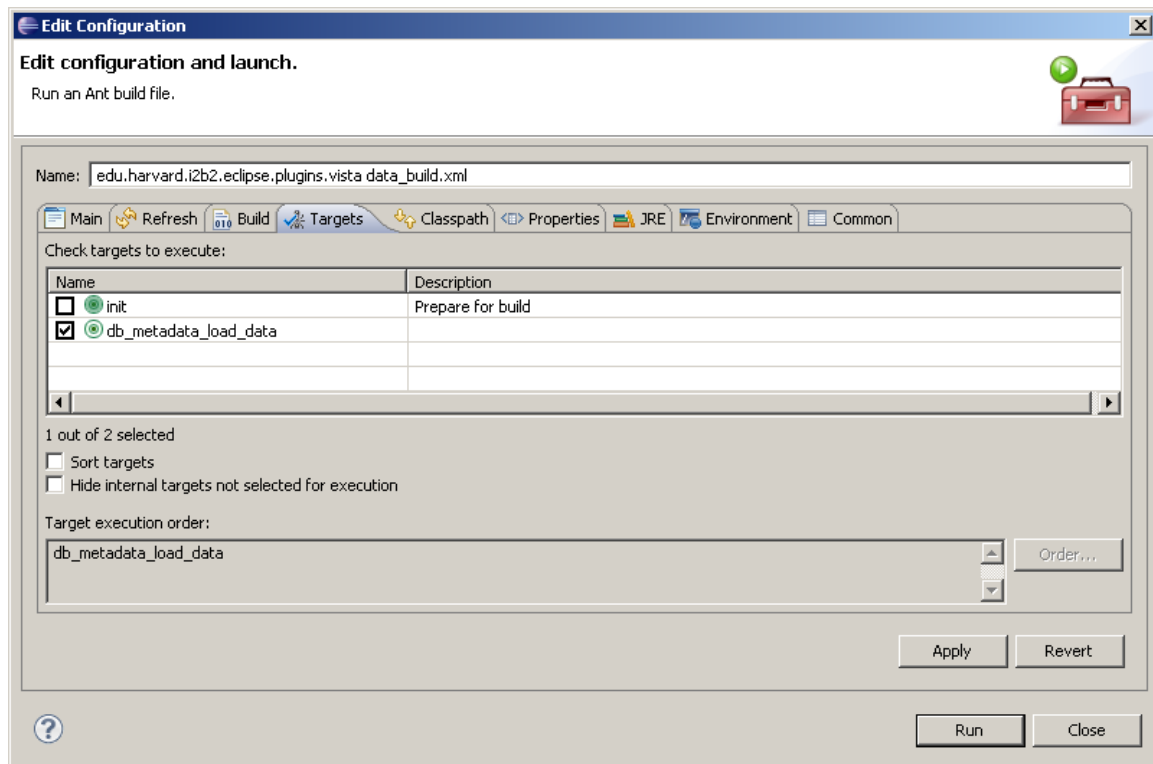 Edit Configuration
Edit configuration and launch.
Run an Ant build file.
Name: edu.harvard.i2b2.eclipse.plugins.vista data_build.xml
Main Refresh Build Targets Classpath Properties JRE Environment Common
Check targets to execute:
Name Description
init Prepare for build
db_metadata_load_data
1 out of 2 selected
Sort targets
Hide internal targets not selected for execution
Target execution order:
db_metadata_load_data
Order...
Apply Revert
Run Close